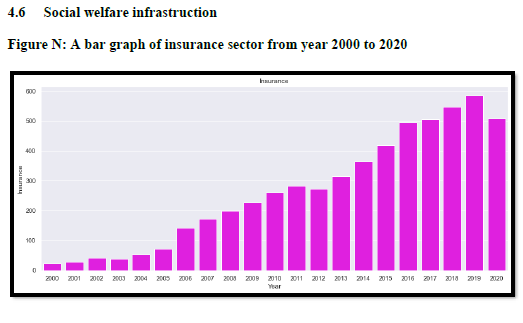 4.6 Social welfare infrastruction
Figure N: A bar graph of insurance sector from year 2000 to 2020
Insurance
600
500
400
300
200
100
0
Insurance
2000 2001 2002 2003 2004 2005 2006 2007 2008 2009 2010 2011 2012 2013 2014 2015 2016 2017 2018 2019 2020
Year